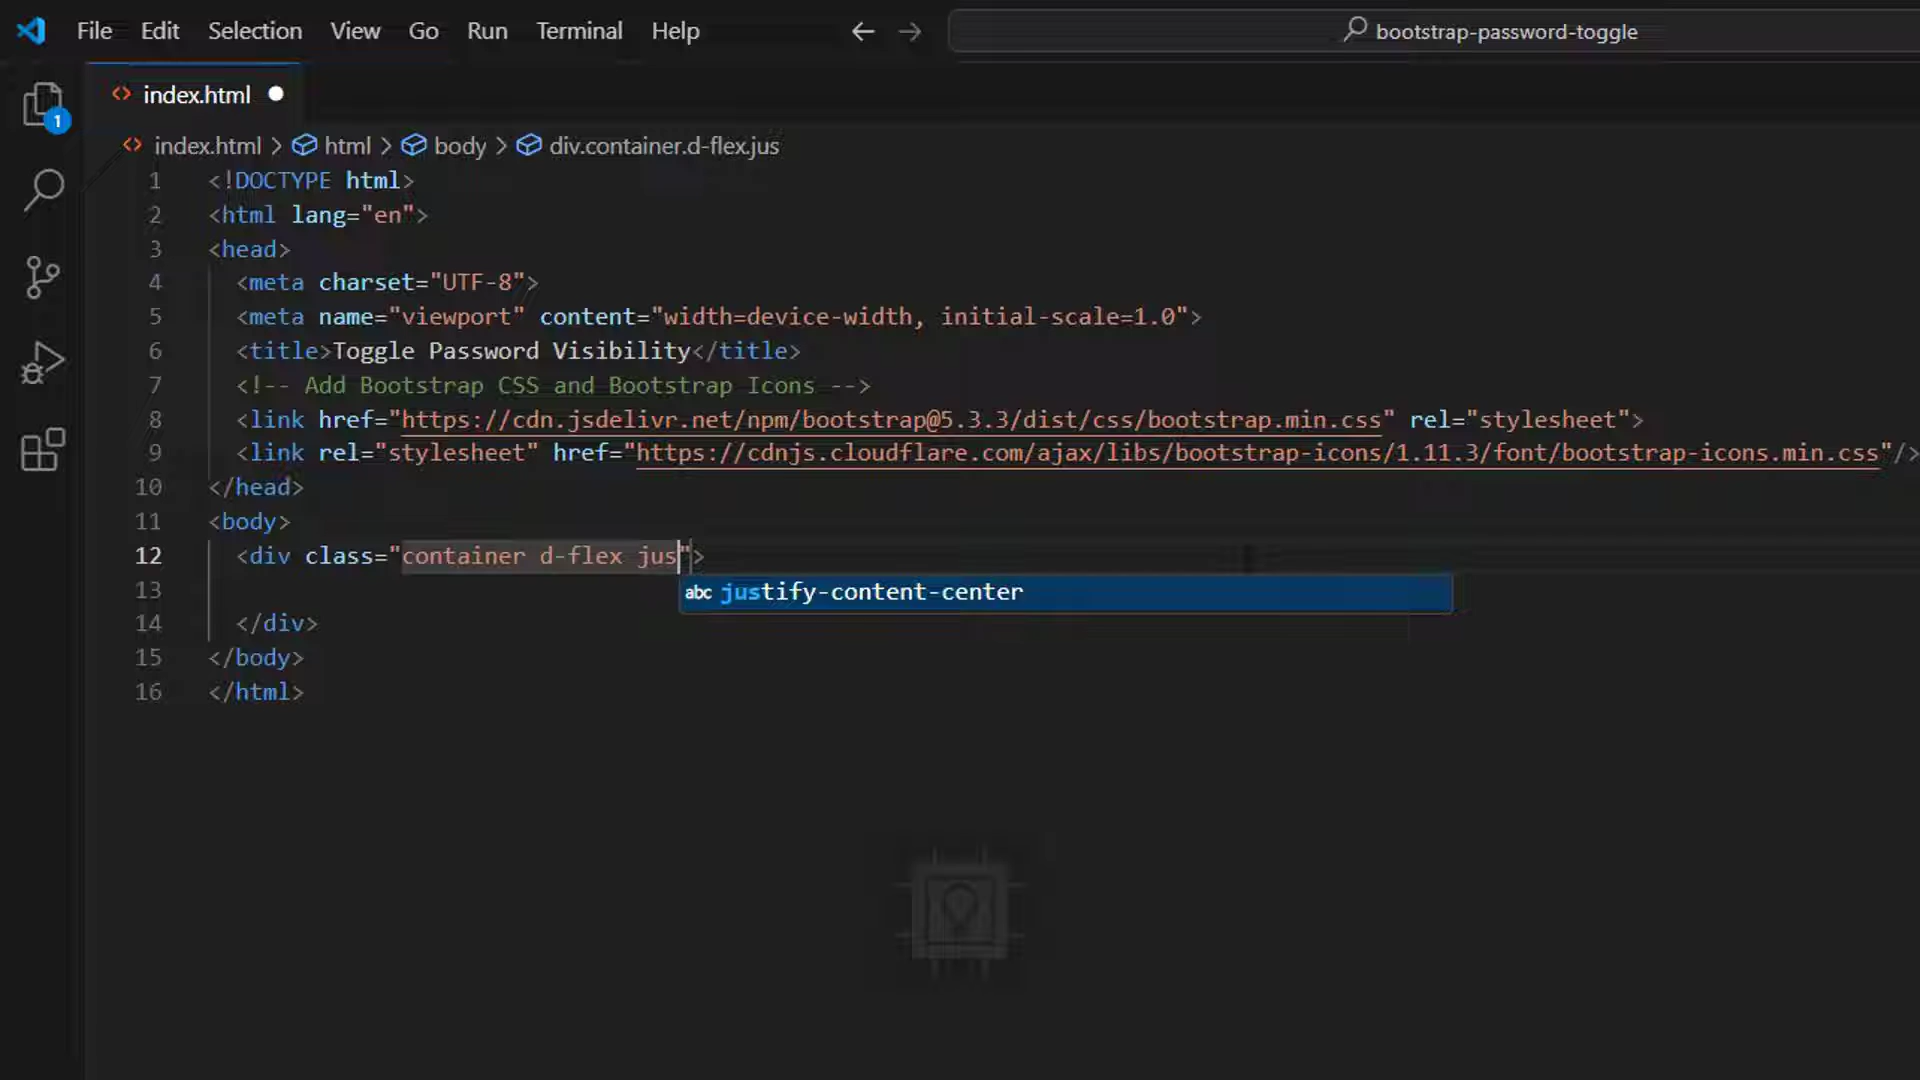 File Edit Selection View Go Run Terminal Help bootstrap-password-toggle
1
index.html
index.html > html > body > div.container.d-flex.jus
1 <!DOCTYPE html>
2 <html lang="en">
3 <head>
4 <meta charset="UTF-8">
5 <meta name="viewport" content="width=device-width, initial-scale=1.0">
6 <title>Toggle Password Visibility</title>
7 <!-- Add Bootstrap CSS and Bootstrap Icons -->
8 <link href="https://cdn.jsdelivr.net/npm/bootstrap@5.3.3/dist/css/bootstrap.min.css" rel="stylesheet">
9 <link rel="stylesheet" href="https://cdnjs.cloudflare.com/ajax/libs/bootstrap-icons/1.11.3/font/bootstrap-icons.min.css"/>
10 </head>
11 <body>
12 <div class="container d-flex jus">
13
abc justify-content-center
14 </div>
15 </body>
16 </html>